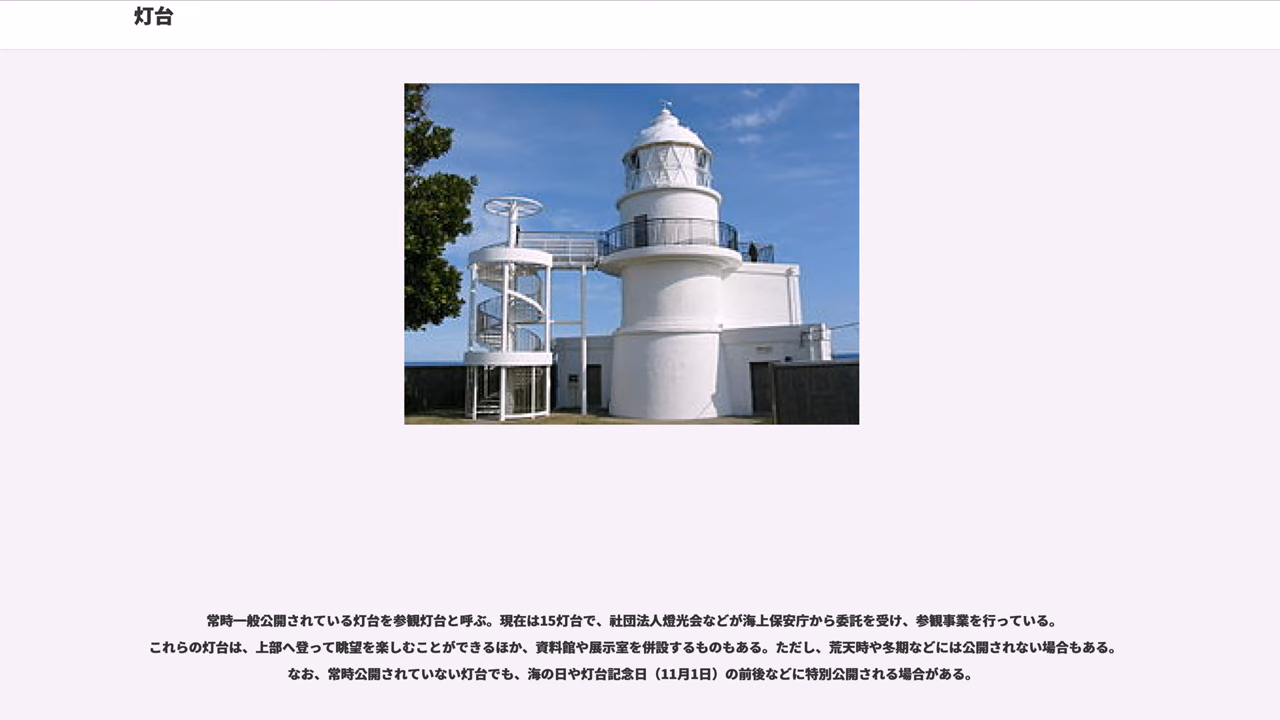 灯台
常時一般公開されている灯台を参観灯台と呼ぶ。現在は15灯台で、社団法人燈光会などが海上保安庁から委託を受け、参観事業を行っている。
これらの灯台は、上部へ登って眺望を楽しむことができるほか、資料館や展示室を併設するものもある。ただし、荒天時や冬期などには公開されない場合もある。
なお、常時公開されていない灯台でも、海の日や灯台記念日（11月1日）の前後などに特別公開される場合がある。